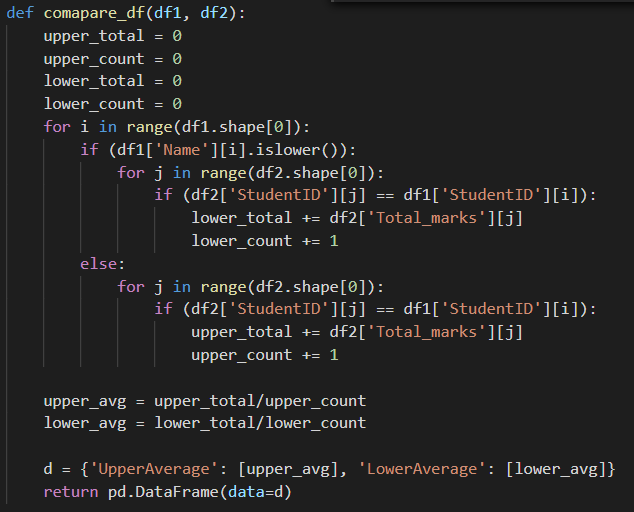 def comapare_df(df1, df2):
    upper_total = 0
    upper_count = 0
    lower_total = 0
    lower_count = 0
    for i in range(df1.shape[0]):
        if (df1['Name'][i].islower()):
            for j in range(df2.shape[0]):
                if (df2['StudentID'][j] == df1['StudentID'][i]):
                    lower_total += df2['Total_marks'][j]
                    lower_count += 1
        else:
            for j in range(df2.shape[0]):
                if (df2['StudentID'][j] == df1['StudentID'][i]):
                    upper_total += df2['Total_marks'][j]
                    upper_count += 1

    upper_avg = upper_total/upper_count
    lower_avg = lower_total/lower_count

    d = {'UpperAverage': [upper_avg], 'LowerAverage': [lower_avg]}
    return pd.DataFrame(data=d)